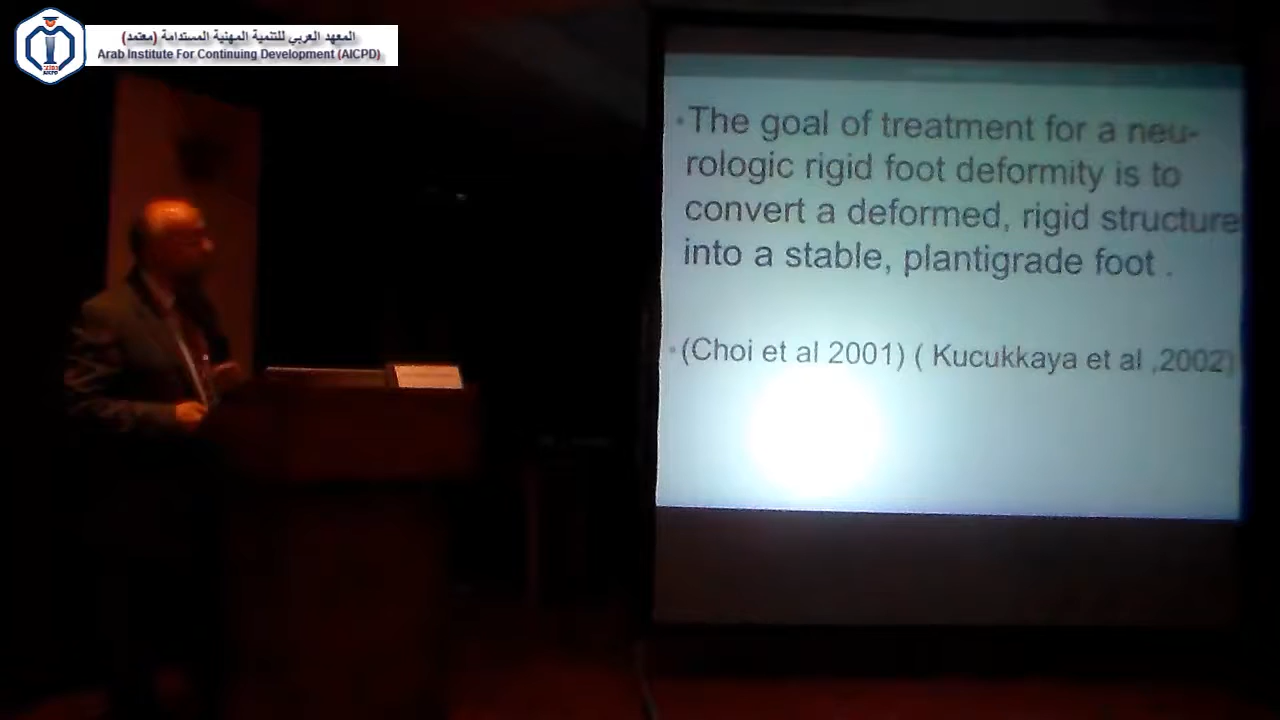 المعهد العربي للتنمية المهنية المستدامة (معتمد)
Arab Institute For Continuing Development (AICPD)
AICPD
•The goal of treatment for a neu-
rologic rigid foot deformity is to
convert a deformed, rigid structure
into a stable, plantigrade foot .
•(Choi et al 2001) ( Kucukkaya et al ,2002)